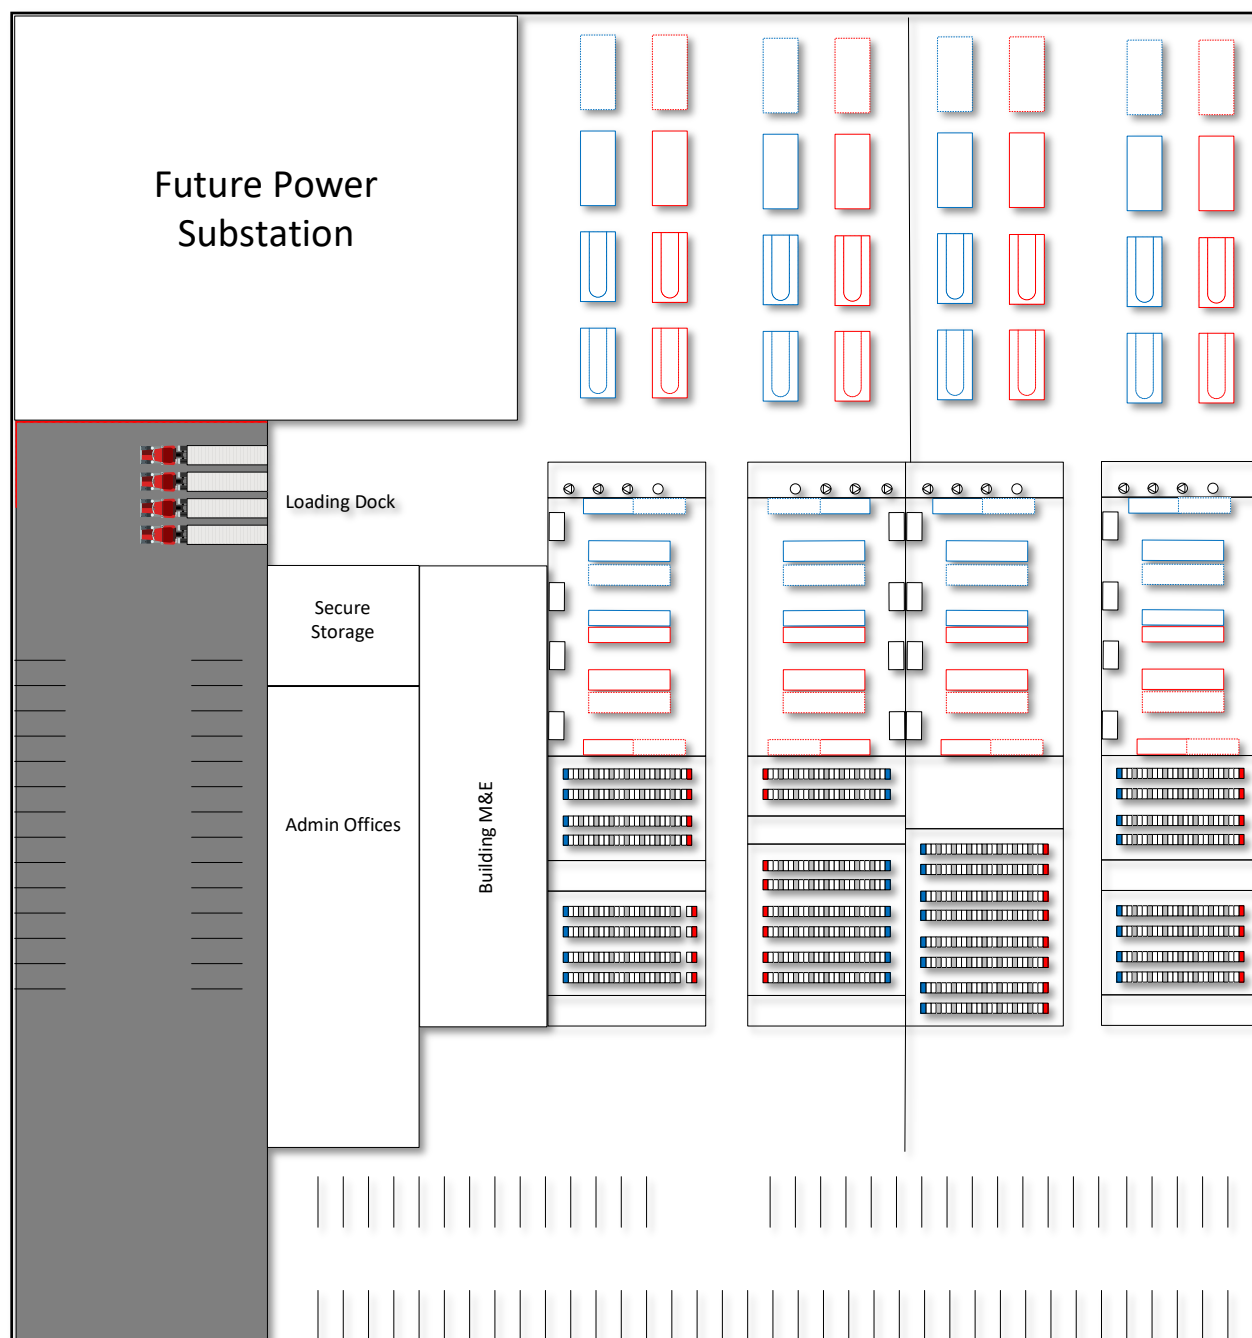 Future Power
Substation
Loading Dock
Secure
Storage
Admin Offices
Building M&E